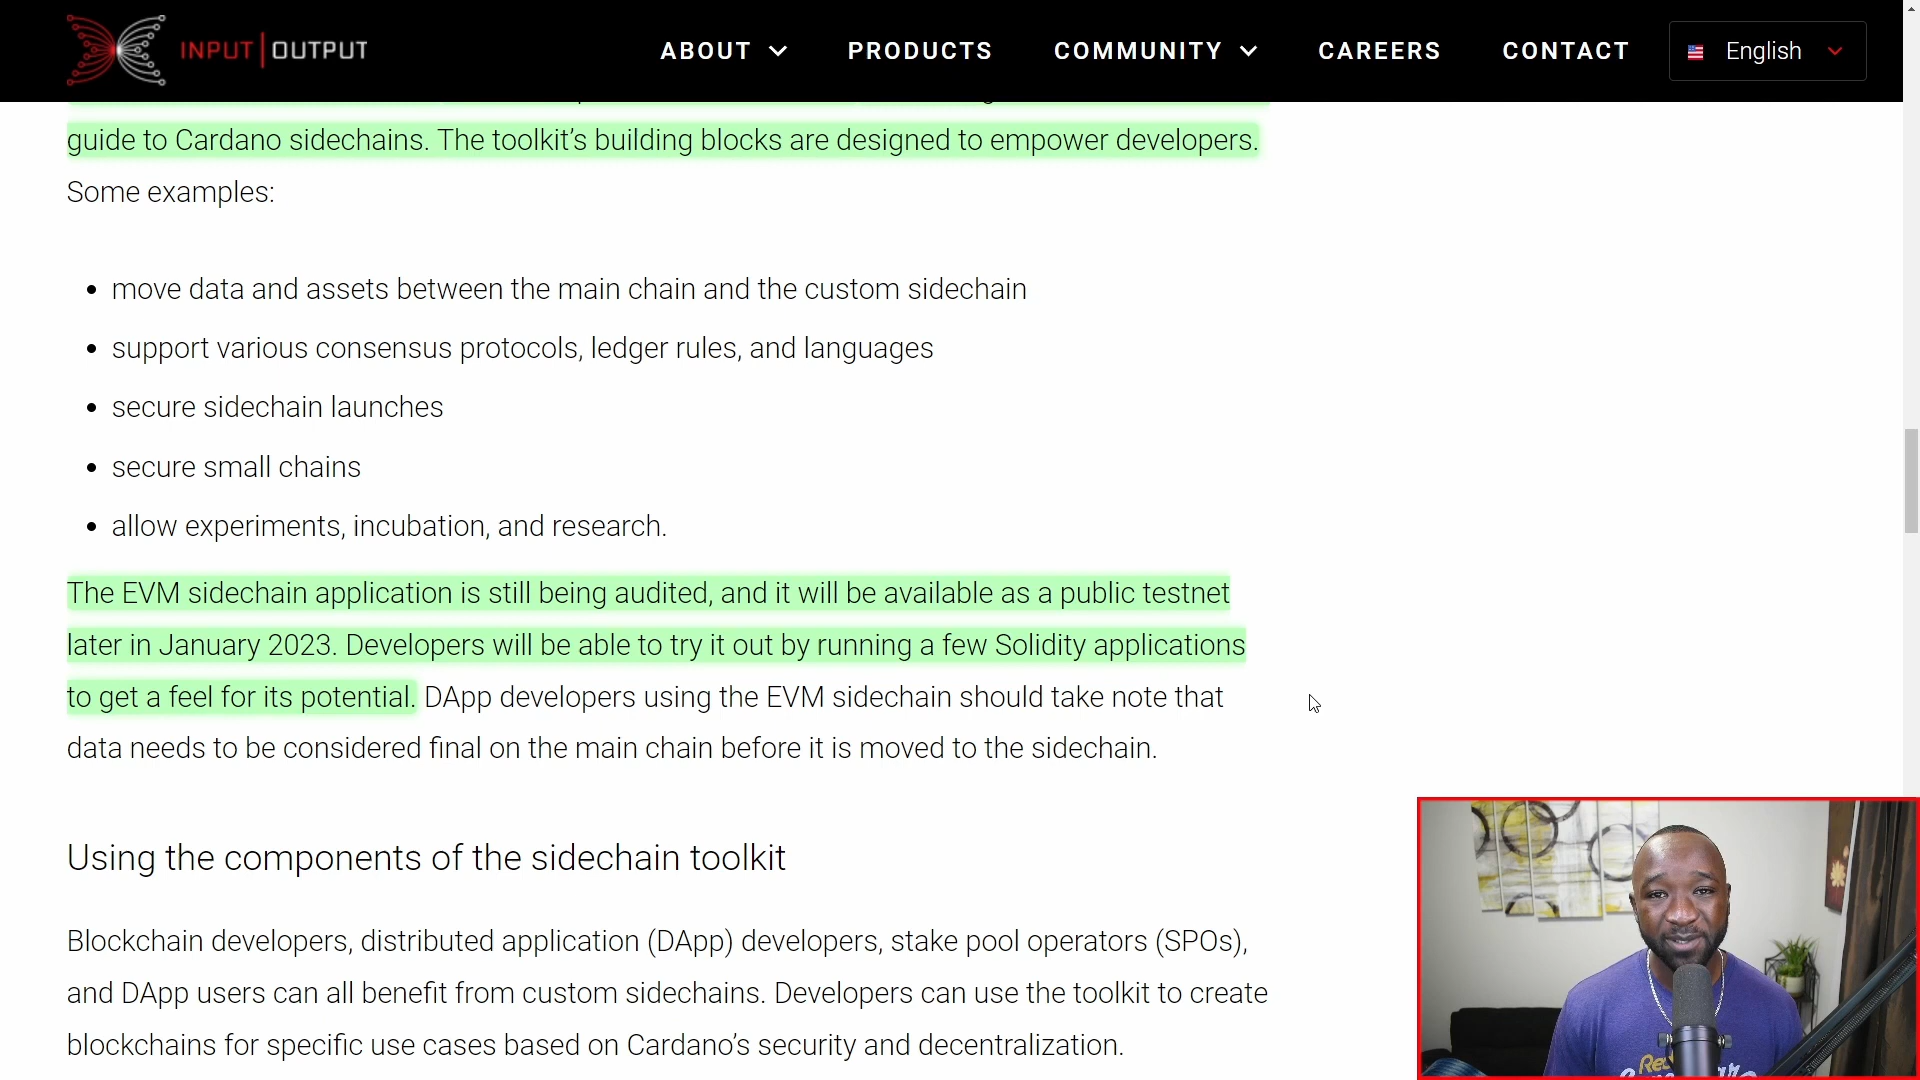 INPUT | OUTPUT
ABOUT
PRODUCTS
COMMUNITY
CAREERS
CONTACT
English
guide to Cardano sidechains. The toolkit’s building blocks are designed to empower developers.
Some examples:
• move data and assets between the main chain and the custom sidechain
• support various consensus protocols, ledger rules, and languages
• secure sidechain launches
• secure small chains
• allow experiments, incubation, and research.
The EVM sidechain application is still being audited, and it will be available as a public testnet
later in January 2023. Developers will be able to try it out by running a few Solidity applications
to get a feel for its potential. DApp developers using the EVM sidechain should take note that
data needs to be considered final on the main chain before it is moved to the sidechain.
Using the components of the sidechain toolkit
Blockchain developers, distributed application (DApp) developers, stake pool operators (SPOs),
and DApp users can all benefit from custom sidechains. Developers can use the toolkit to create
blockchains for specific use cases based on Cardano’s security and decentralization.